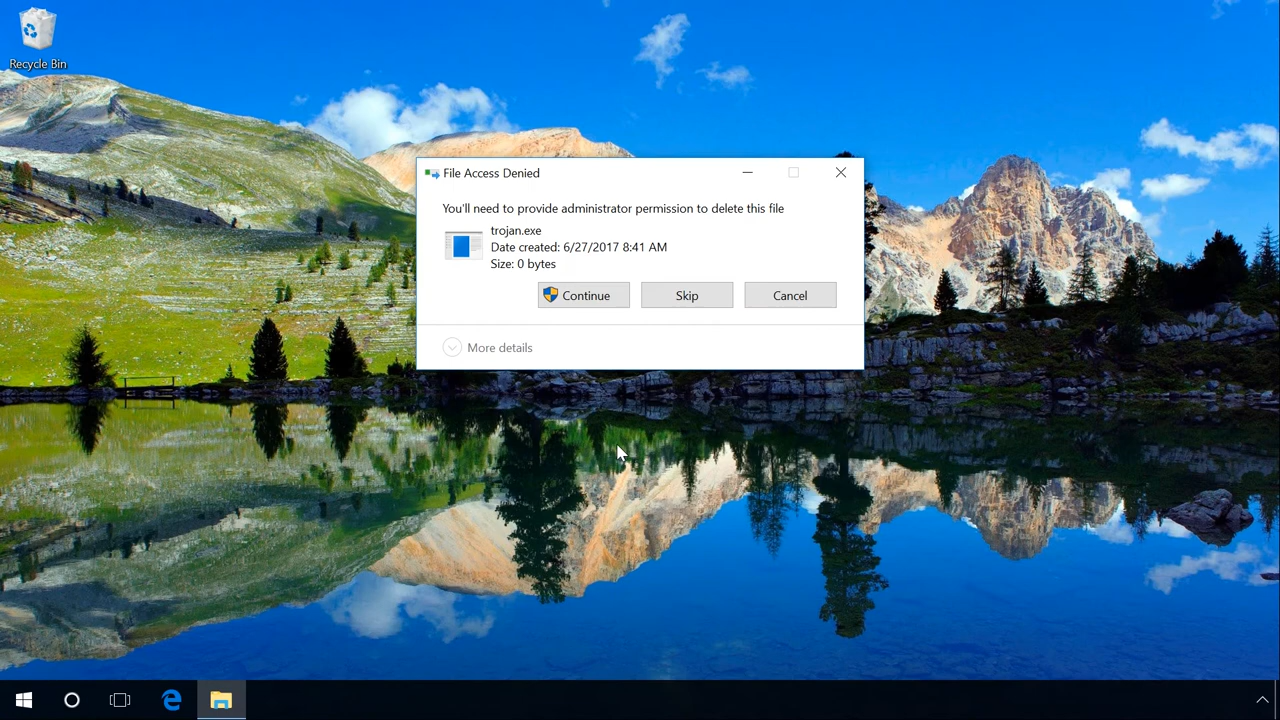 Recycle Bin
File Access Denied
You'll need to provide administrator permission to delete this file
trojan.exe
Date created: 6/27/2017 8:41 AM
Size: 0 bytes
Continue
Skip
Cancel
More details